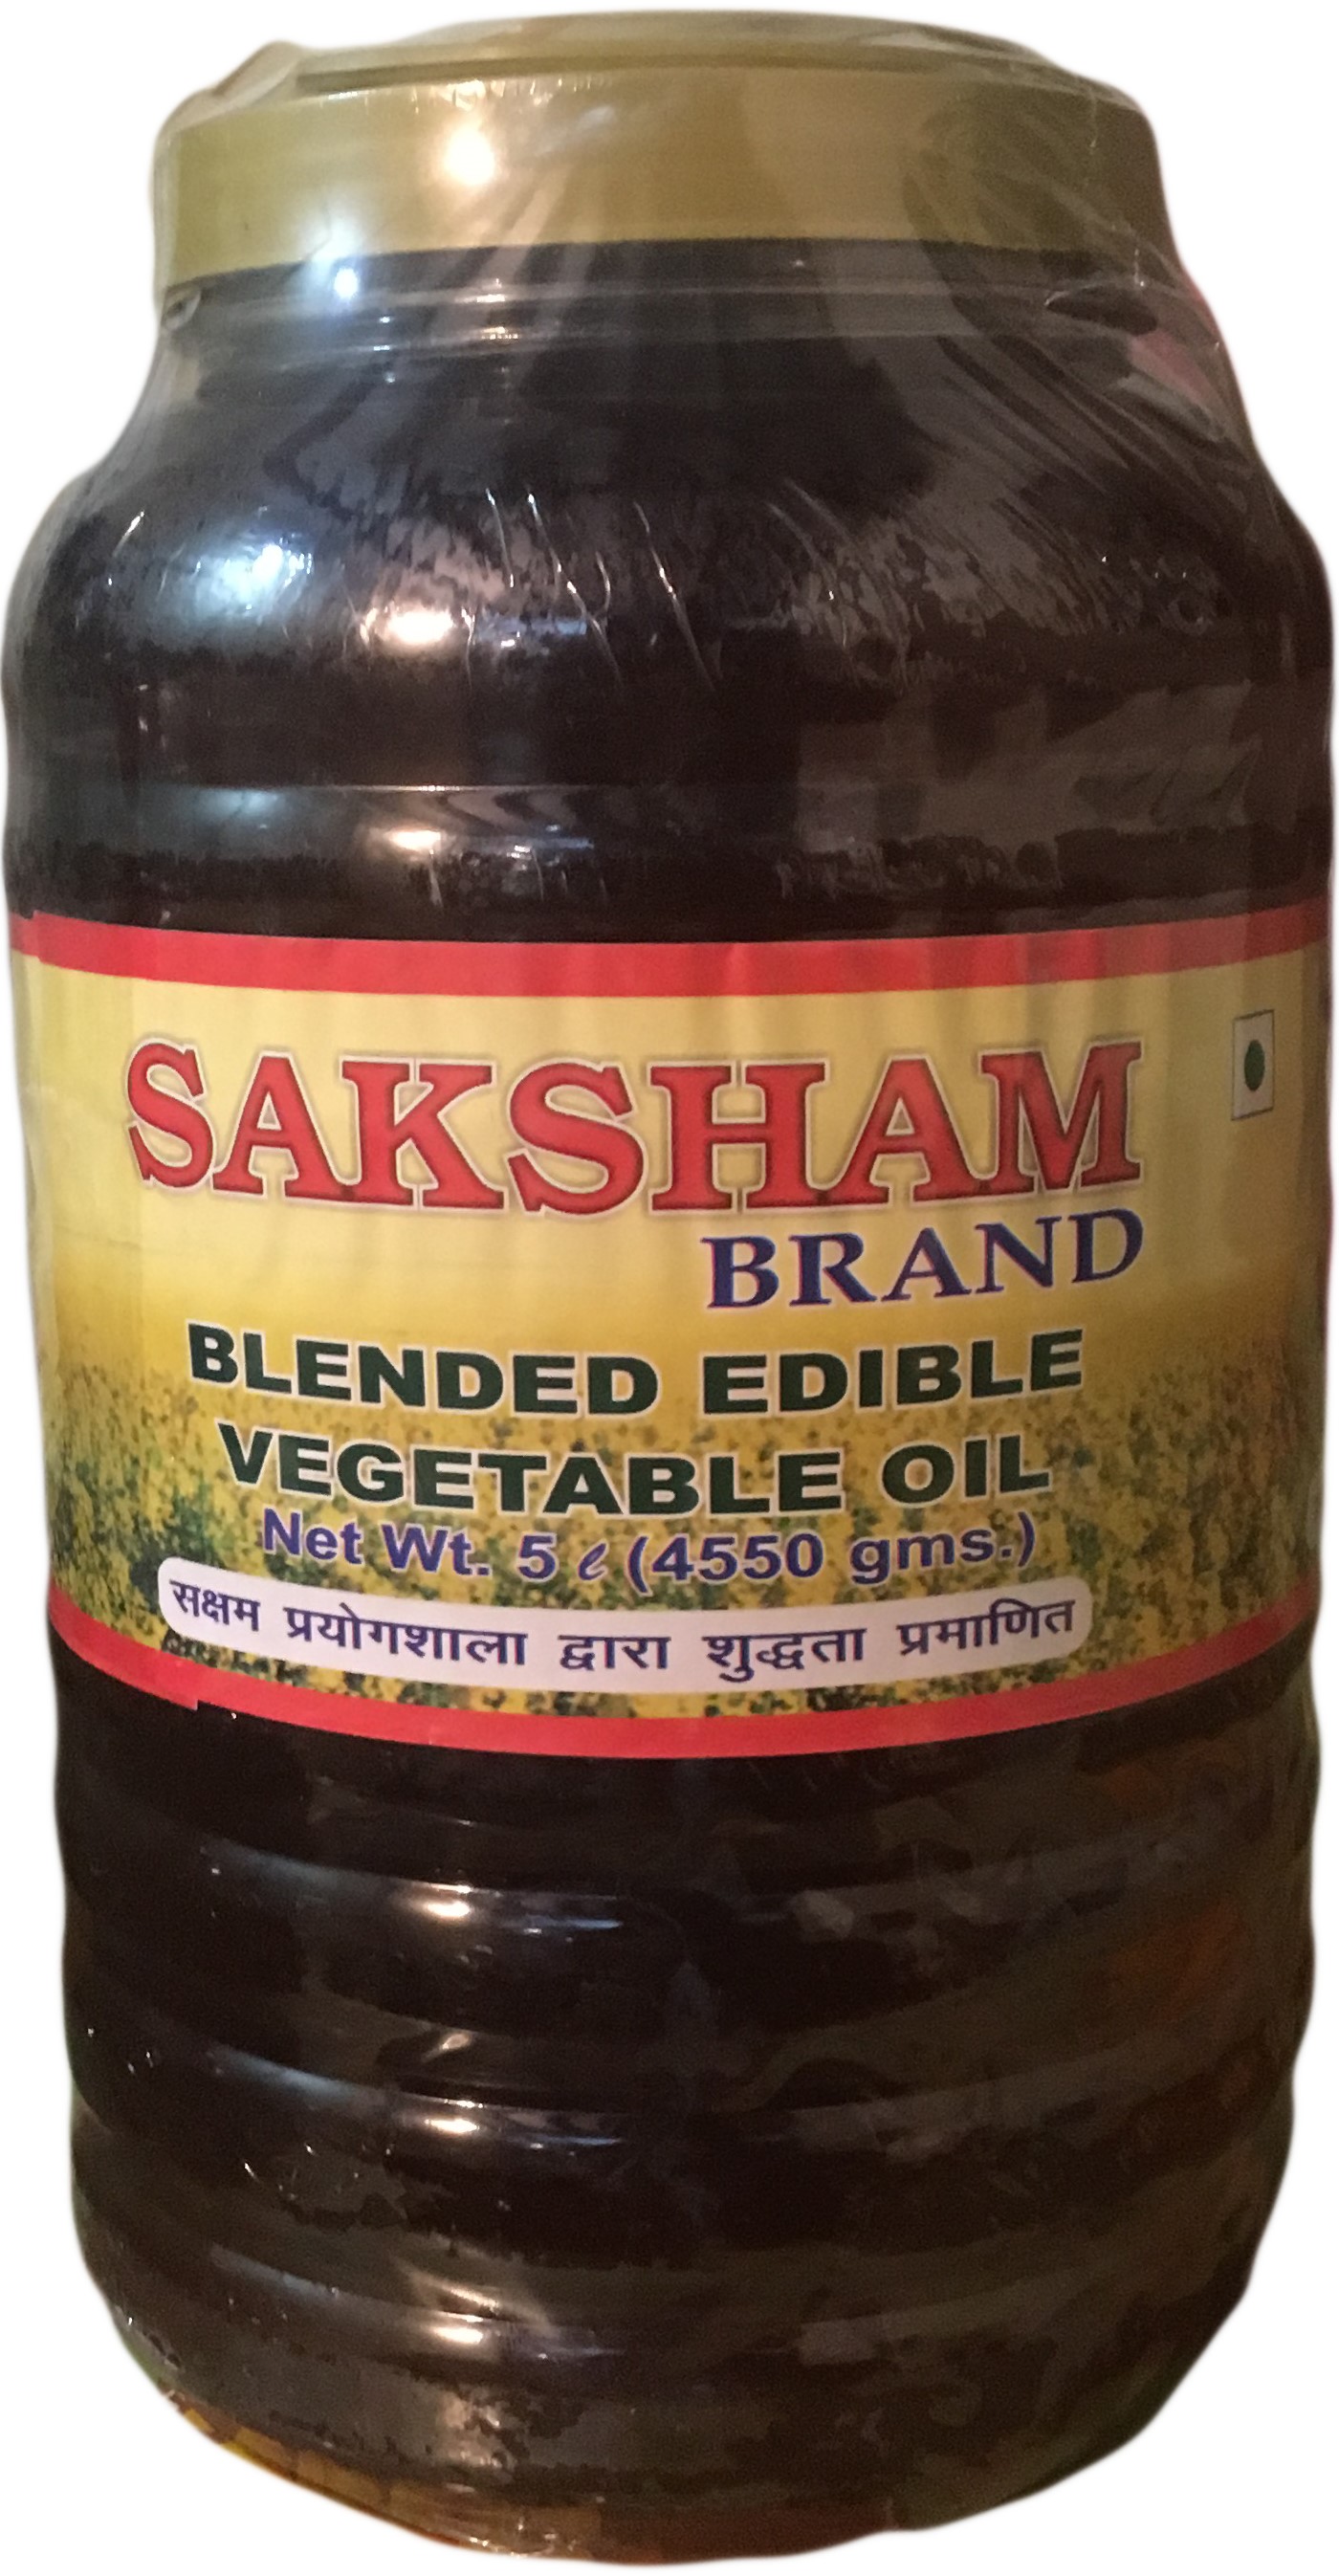 SAKSHAM
BRAND
BLENDED EDIBLE
VEGETABLE OIL
Net Wt. 5 ℓ (4550 gms.)
सक्षम प्रयोगशाला द्वारा शुद्धता प्रमाणित